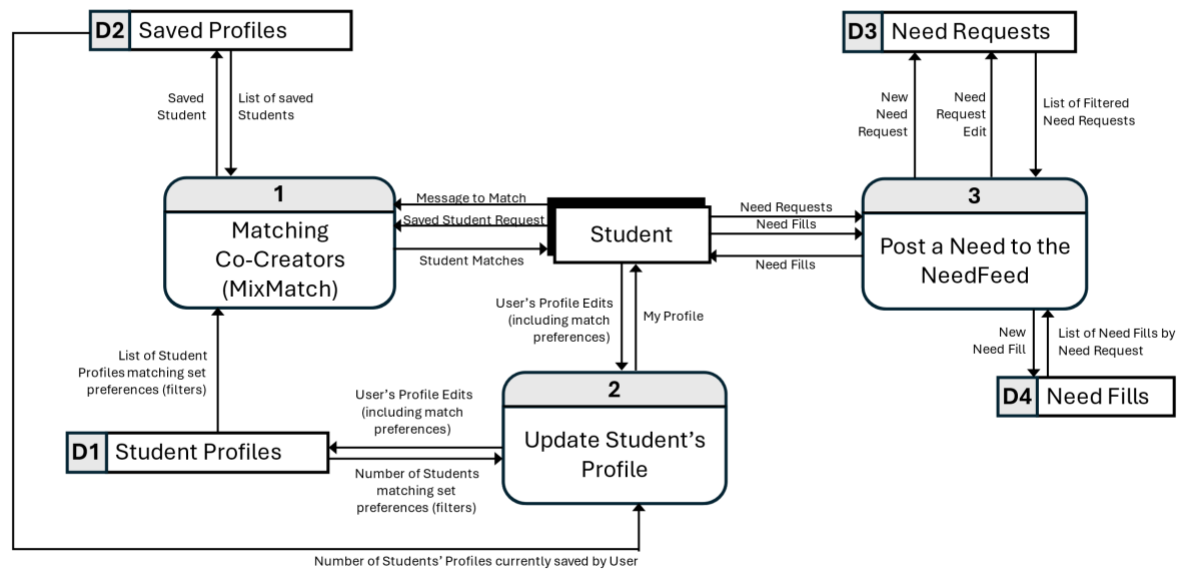 D2 Saved Profiles
D3 Need Requests
Saved
Student
List of saved
Students
New
Need
Request
Need
Request
Edit
List of Filtered
Need Requests
1
Matching
Co-Creators
(MixMatch)
Message to Match
Saved Student Request
Student Matches
Student
Need Requests
Need Fills
Need Fills
3
Post a Need to the
NeedFeed
User's Profile Edits
(including match
preferences)
My Profile
New
Need Fill
List of Need Fills by
Need Request
D4 Need Fills
List of Student
Profiles matching set
preferences (filters)
2
Update Student's
Profile
User's Profile Edits
(including match
preferences)
D1 Student Profiles
Number of Students
matching set
preferences (filters)
Number of Students' Profiles currently saved by User